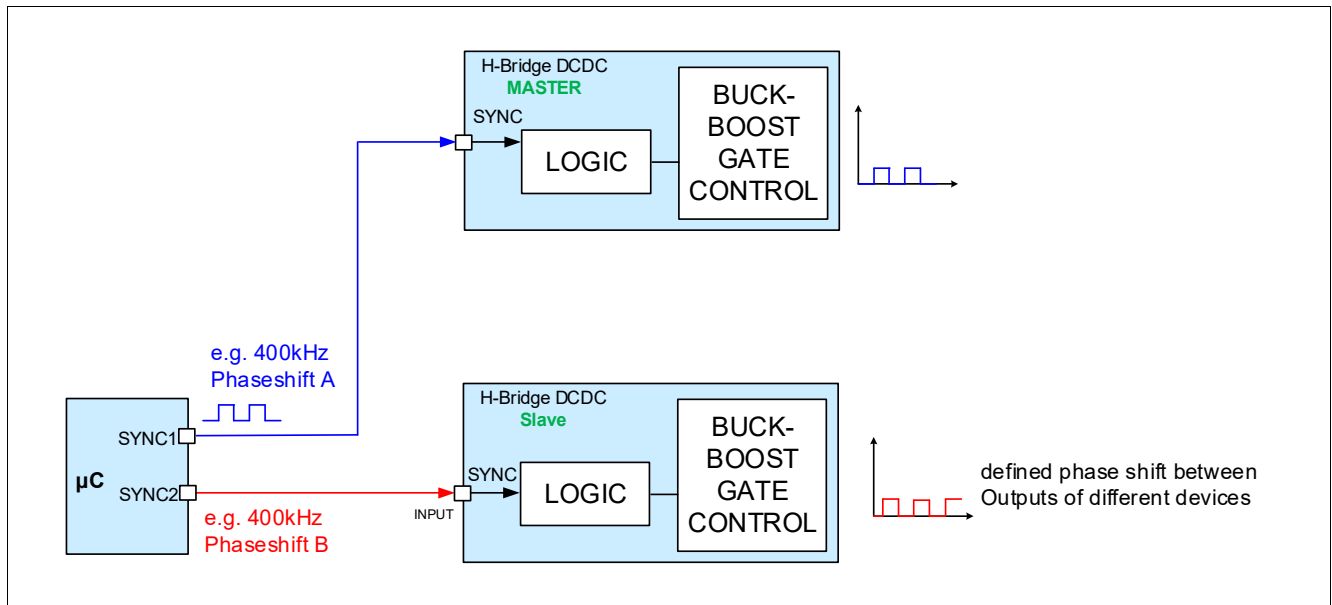 H-Bridge DCDC
MASTER
SYNC
LOGIC
BUCK-
BOOST
GATE
CONTROL
e.g. 400kHz
Phaseshift A
µC
SYNC1
SYNC2
e.g. 400kHz
Phaseshift B
INPUT
H-Bridge DCDC
Slave
SYNC
LOGIC
BUCK-
BOOST
GATE
CONTROL
defined phase shift between
Outputs of different devices